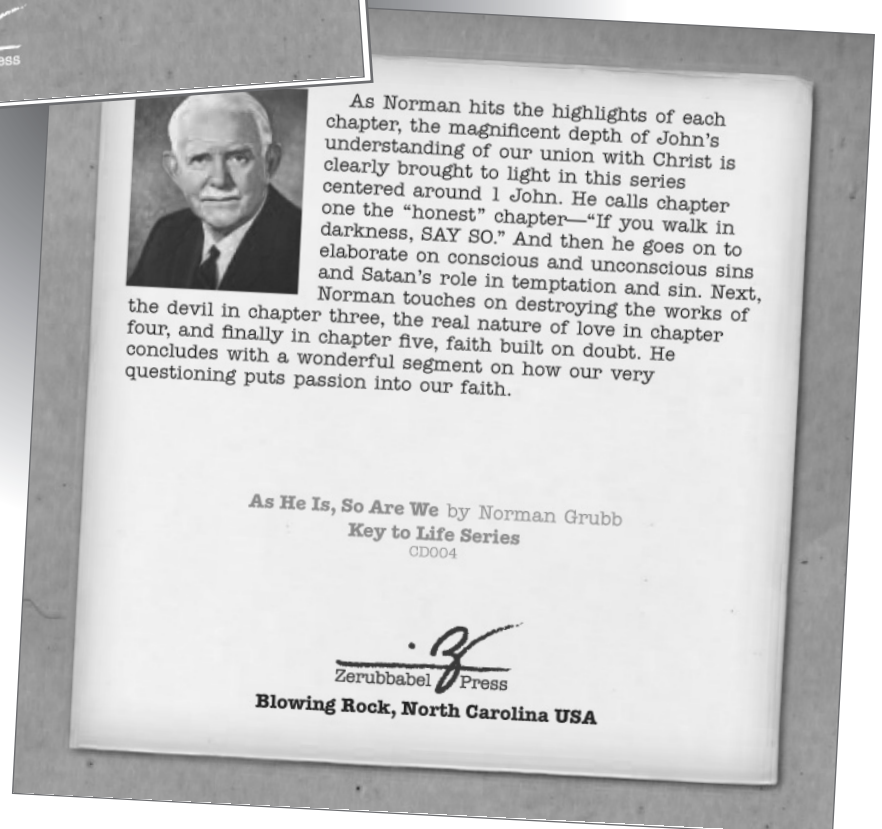 ess
As Norman hits the highlights of each
chapter, the magnificent depth of John's
understanding of our union with Christ is
clearly brought to light in this series
centered around 1 John. He calls chapter
one the “honest” chapter—“If you walk in
darkness, SAY SO.” And then he goes on to
elaborate on conscious and unconscious sins
and Satan's role in temptation and sin. Next,
Norman touches on destroying the works of
the devil in chapter three, the real nature of love in chapter
four, and finally in chapter five, faith built on doubt. He
concludes with a wonderful segment on how our very
questioning puts passion into our faith.
As He Is, So Are We by Norman Grubb
Key to Life Series
CD004
Zerubbabel Press
Blowing Rock, North Carolina USA